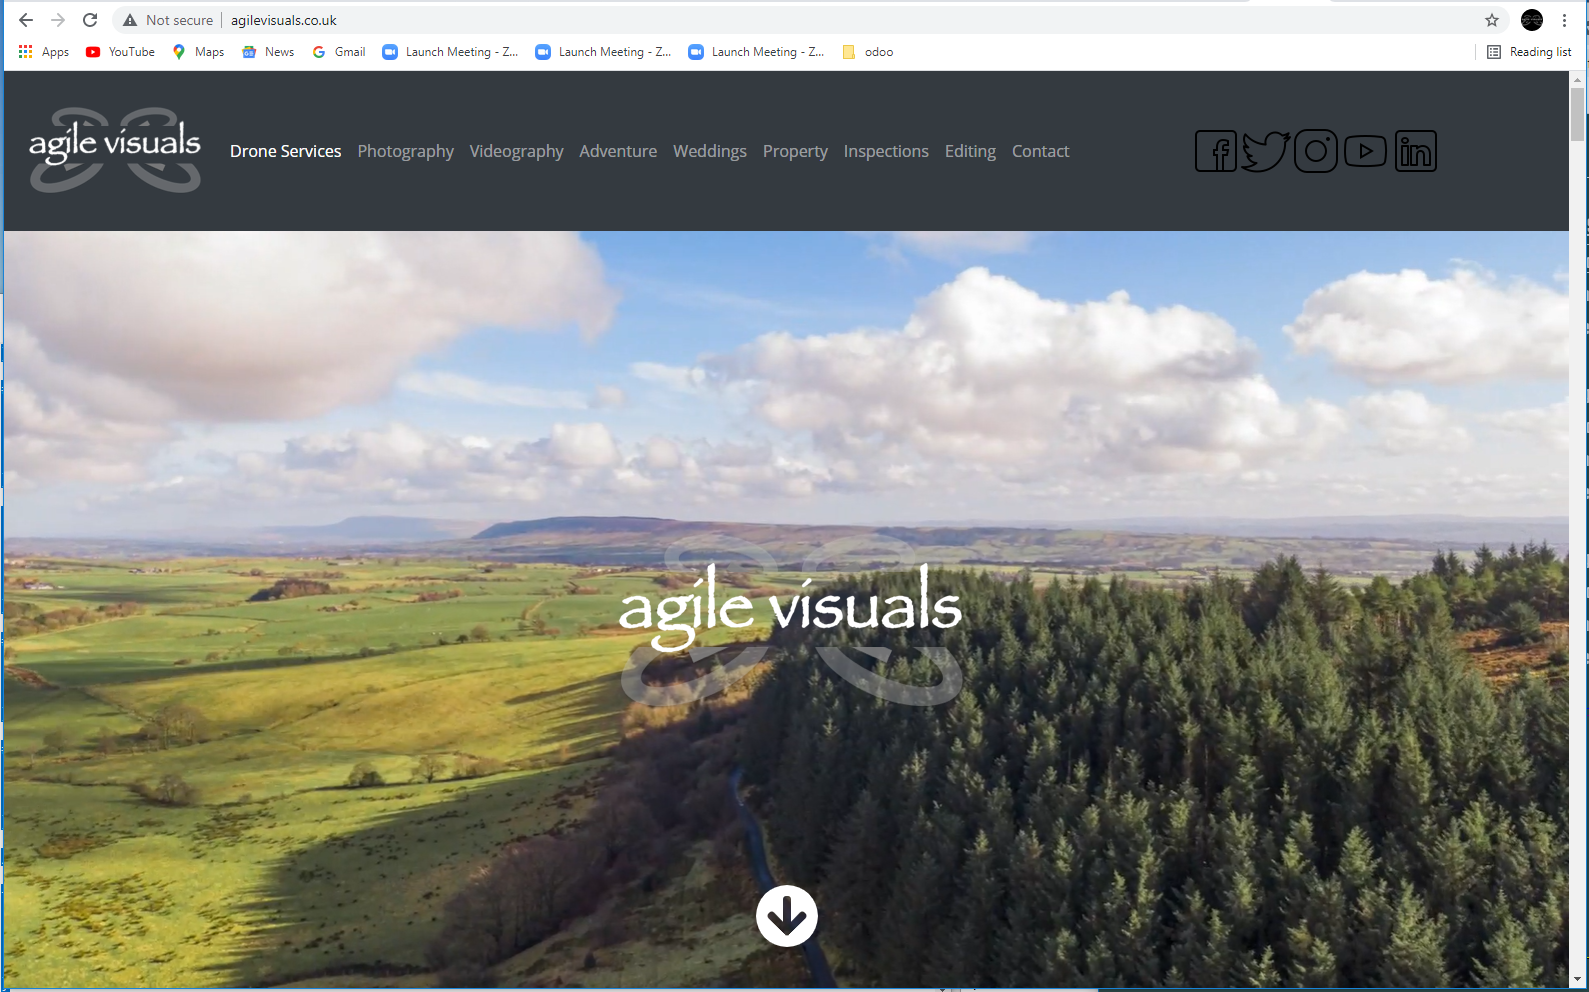 Not secure | agilevisuals.co.uk
Apps YouTube Maps News Gmail Launch Meeting - Z... Launch Meeting - Z... Launch Meeting - Z... odoo Reading list
agile visuals Drone Services Photography Videography Adventure Weddings Property Inspections Editing Contact
agile visuals